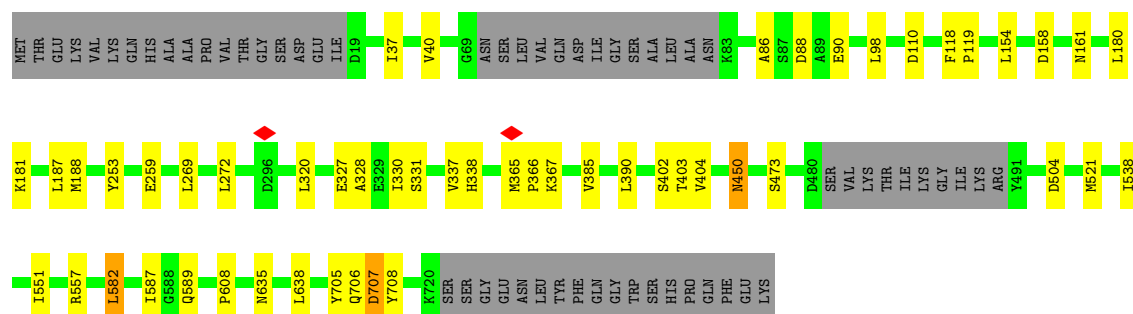 MET THR GLU LYS VAL LYS GLN HIS ALA ALA PRO VAL THR GLY SER ASP GLU ILE D19 I37 V40 G69 ASN SER LEU VAL GLN ASP ILE GLY SER ALA LEU ALA ASN K83 A86 S87 D88 A89 E90 L98 D110 F118 P119 L154 D158 N161 L180
K181 L187 M188 Y253 E259 L269 L272 D296 L320 E327 A328 E329 I330 S331 V337 H338 M365 P366 K367 V385 L390 S402 T403 V404 N450 S473 D480 SER VAL LYS THR ILE LYS GLY ILE LYS ARG Y491 D504 M521 I538
I551 R557 L582 I587 G588 Q589 P608 N635 L638 Y705 Q706 D707 Y708 K720 SER SER GLY GLU ASN LEU TYR PHE GLN GLY TRP SER HIS PRO GLN PHE GLU LYS